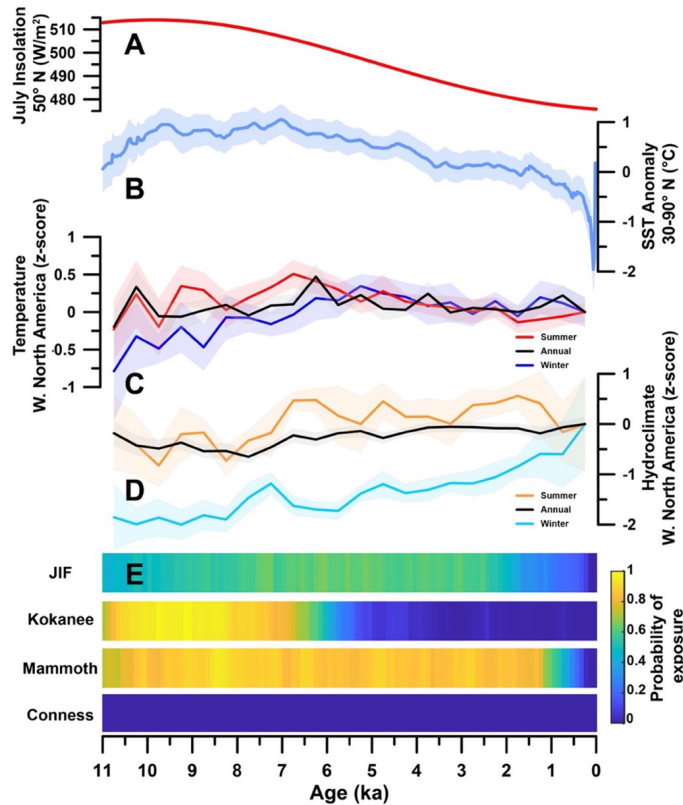 July Insolation
50° N (W/m²)
510
500
490
480
A
B
1
0
-1
-2
SST Anomaly
30-90° N (°C)
Temperature
W. North America (z-score)
1
0.5
0
-0.5
-1
Summer
Annual
Winter
C
D
1
0
-1
-2
Hydroclimate
W. North America (z-score)
Summer
Annual
Winter
JIF
E
Kokanee
Mammoth
Conness
1
0.8
0.6
0.4
0.2
0
Probability of
exposure
11 10 9 8 7 6 5 4 3 2 1 0
Age (ka)